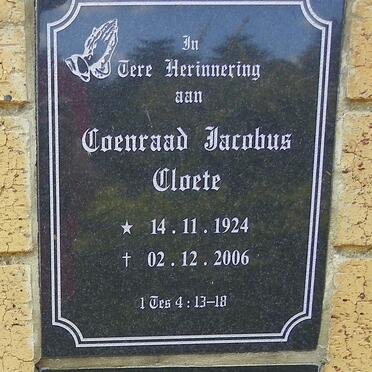 In
Tere Herinnering
aan
Coenraad Jacobus
Cloete
★ 14 . 11 . 1924
† 02 . 12 . 2006
1 Tes 4 : 13–18